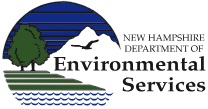 NEW HAMPSHIRE
DEPARTMENT OF
Environmental
Services